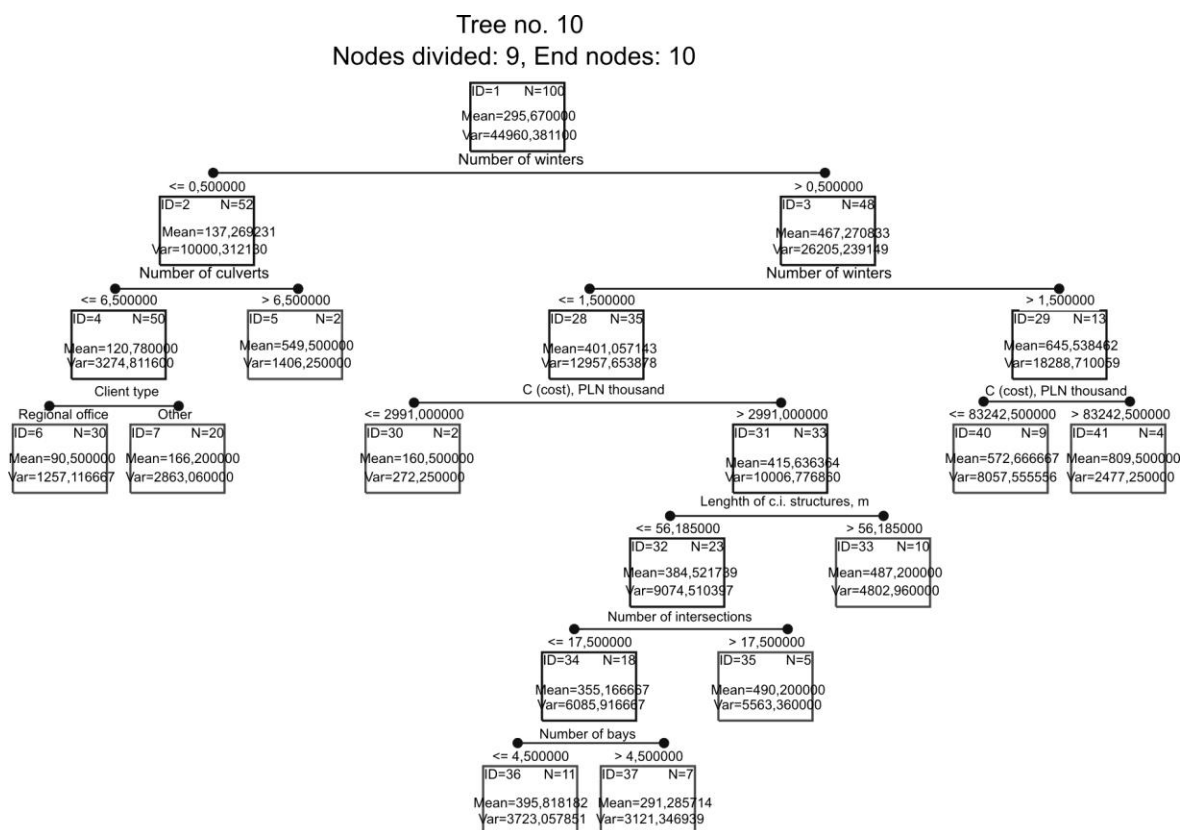 Tree no. 10
Nodes divided: 9, End nodes: 10
ID=1 N=100
Mean=295,670000
Var=44960,381100
Number of winters
<= 0,500000 > 0,500000
ID=2 N=52 ID=3 N=48
Mean=137,269231 Mean=467,270833
Var=10000,312130 Var=26205,239149
Number of culverts Number of winters
<= 6,500000 > 6,500000 <= 1,500000 > 1,500000
ID=4 N=50 ID=5 N=2 ID=28 N=35 ID=29 N=13
Mean=120,780000 Mean=549,500000 Mean=401,057143 Mean=645,538462
Var=3274,811600 Var=1406,250000 Var=12957,653878 Var=18288,710059
Client type C (cost), PLN thousand C (cost), PLN thousand
Regional office Other <= 2991,000000 > 2991,000000 <= 83242,500000 > 83242,500000
ID=6 N=30 ID=7 N=20 ID=30 N=2 ID=31 N=33 ID=40 N=9 ID=41 N=4
Mean=90,500000 Mean=166,200000 Mean=160,500000 Mean=415,636364 Mean=572,666667 Mean=809,500000
Var=1257,116667 Var=2863,060000 Var=272,250000 Var=10006,776860 Var=8057,555556 Var=2477,250000
Lenghth of c.i. structures, m
<= 56,185000 > 56,185000
ID=32 N=23 ID=33 N=10
Mean=384,521739 Mean=487,200000
Var=9074,510397 Var=4802,960000
Number of intersections
<= 17,500000 > 17,500000
ID=34 N=18 ID=35 N=5
Mean=355,166667 Mean=490,200000
Var=6085,916667 Var=5563,360000
Number of bays
<= 4,500000 > 4,500000
ID=36 N=11 ID=37 N=7
Mean=395,818182 Mean=291,285714
Var=3723,057851 Var=3121,346939